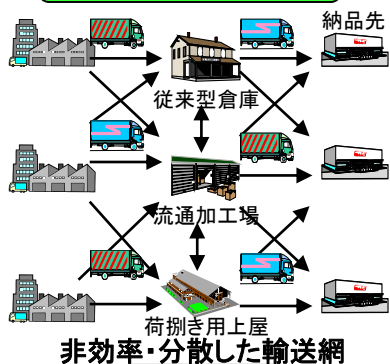 納品先
従来型倉庫
流通加工場
荷捌き用上屋
非効率・分散した輸送網